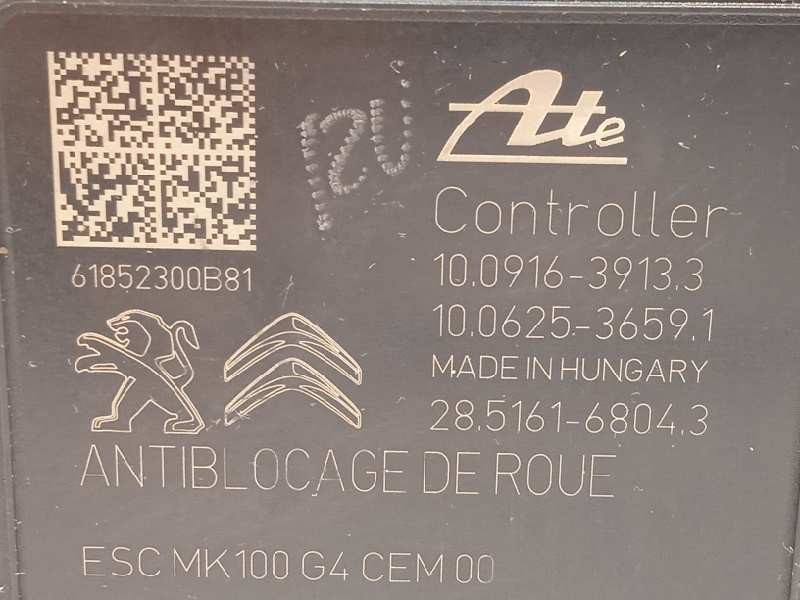 12U
Ate
Controller
61852300B81
10.0916-3913.3
10.0625-3659.1
MADE IN HUNGARY
28.5161-6804.3
ANTIBLOCAGE DE ROUE
ESC MK100 G4 CEM 00